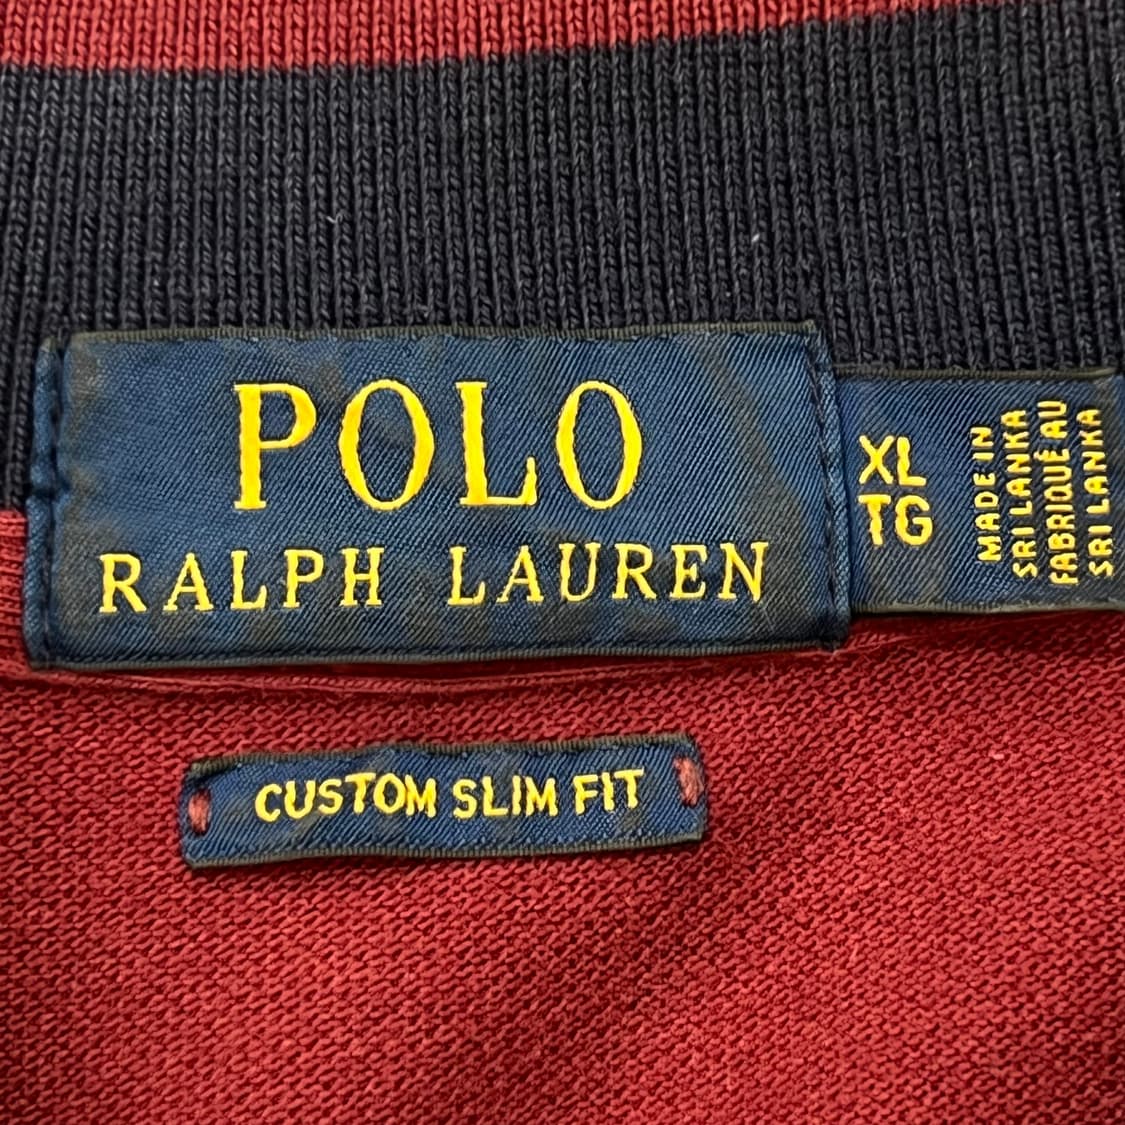 POLO
RALPH LAUREN
XL
TG
MADE IN
SRI LANKA
FABRIQUÉ AU
SRI LANKA
CUSTOM SLIM FIT